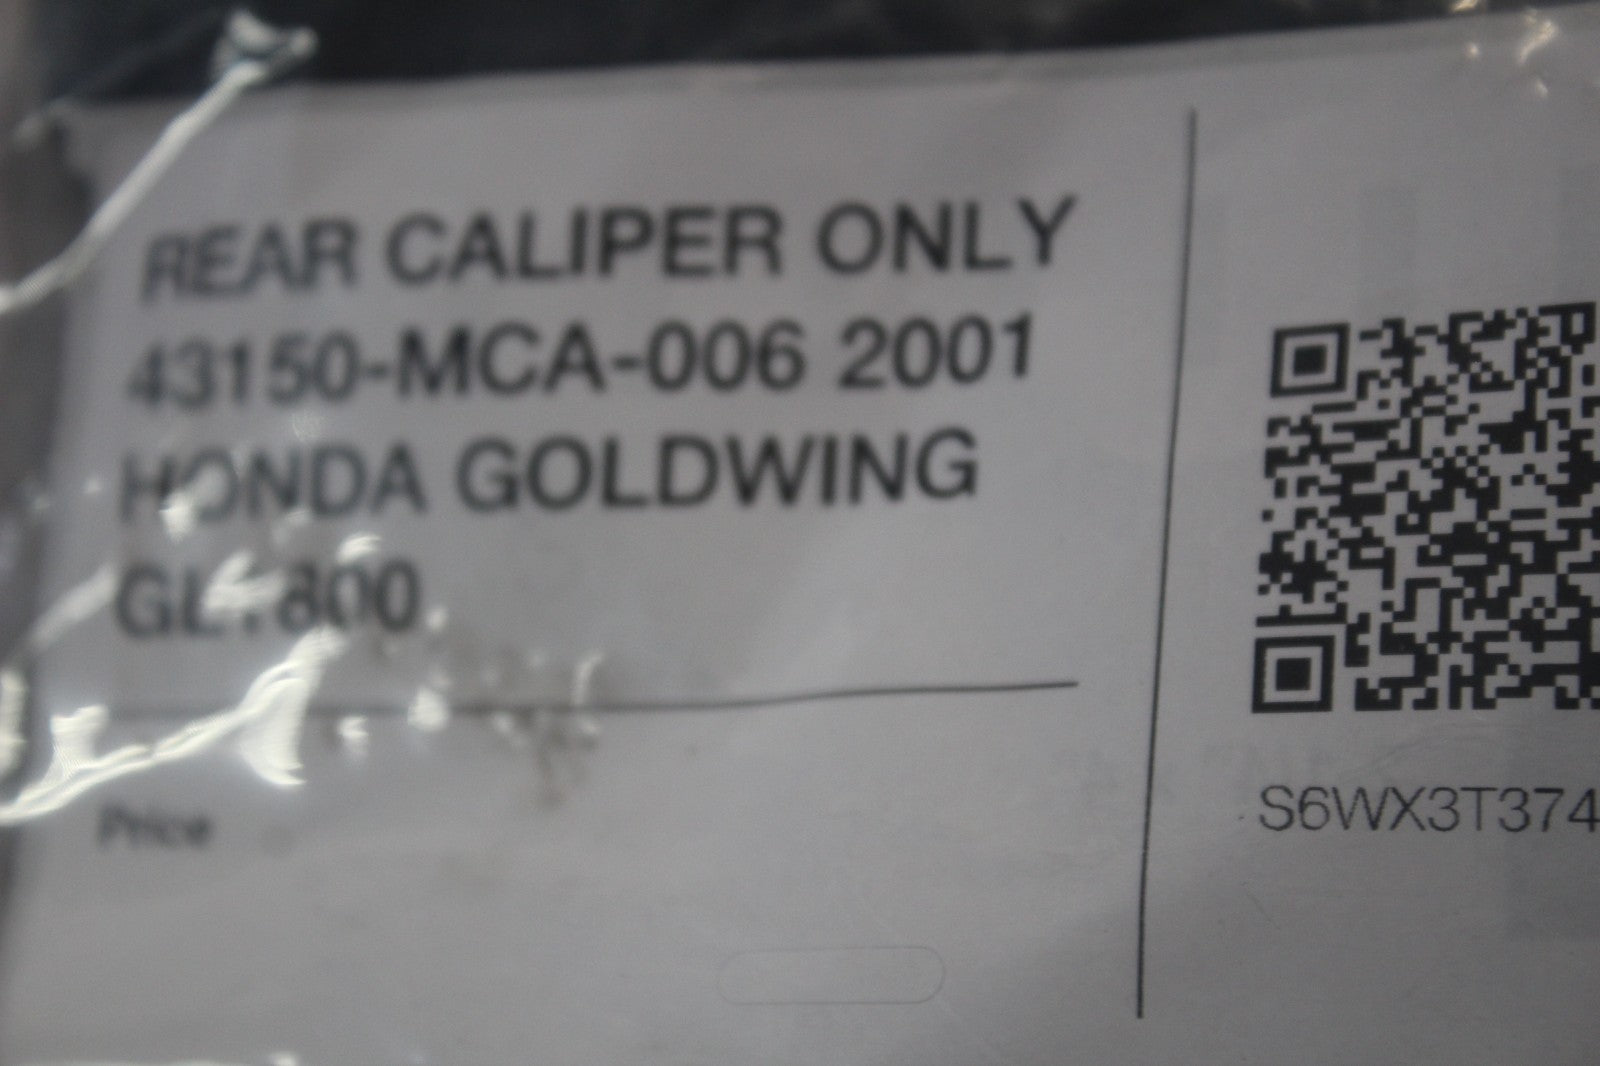 REAR CALIPER ONLY
43150-MCA-006 2001
HONDA GOLDWING
GL1800
Price
S6WX3T374